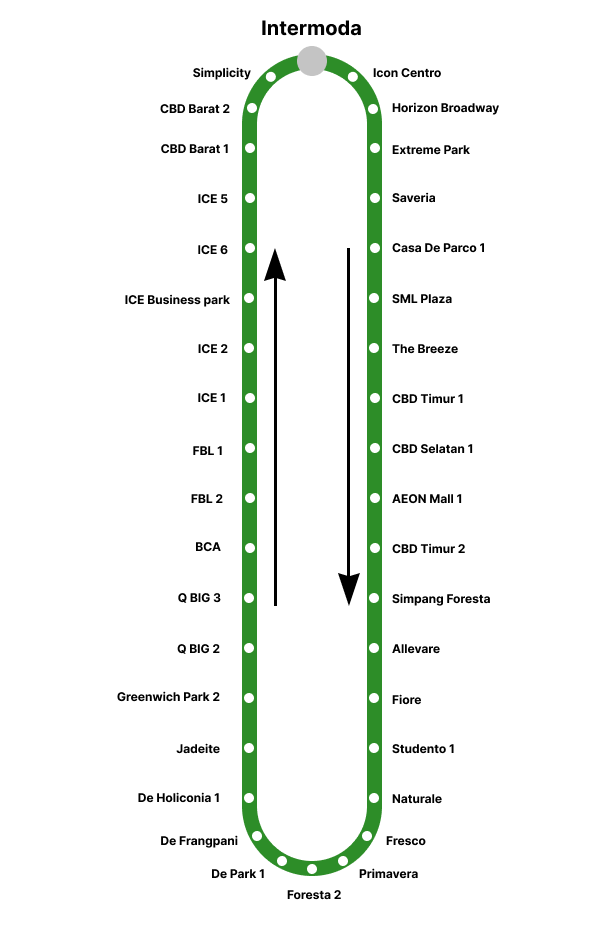 Intermoda
Simplicity
Icon Centro
CBD Barat 2
Horizon Broadway
CBD Barat 1
Extreme Park
ICE 5
Saveria
ICE 6
Casa De Parco 1
ICE Business park
SML Plaza
ICE 2
The Breeze
ICE 1
CBD Timur 1
FBL 1
CBD Selatan 1
FBL 2
AEON Mall 1
BCA
CBD Timur 2
Q BIG 3
Simpang Foresta
Q BIG 2
Allevare
Greenwich Park 2
Fiore
Jadeite
Studento 1
De Holiconia 1
Naturale
De Frangpani
Fresco
De Park 1
Primavera
Foresta 2